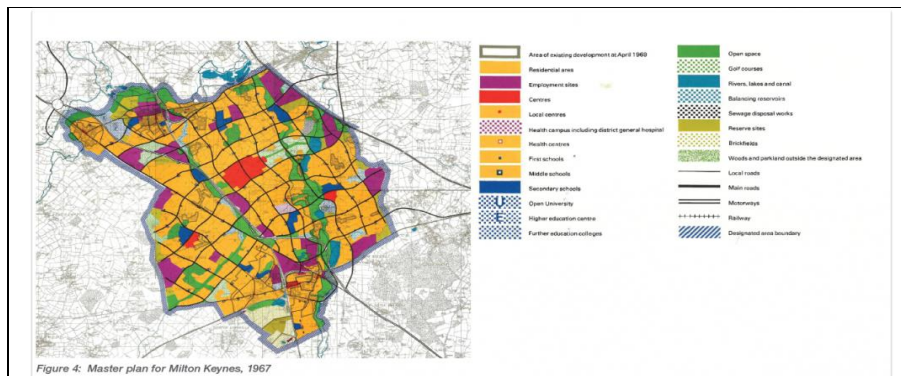 Area of existing development at April 1969
Residential area
Employment sites
Centres
Local centres
Health campus including district general hospital
Health centres
First schools
Middle schools
Secondary schools
Open University
Higher education centre
Further education colleges
Open space
Golf courses
Rivers, lakes and canal
Balancing reservoirs
Sewage disposal works
Reserve sites
Brickfields
Woods and parkland outside the designated area
Local roads
Main roads
Motorways
Railway
Designated area boundary
Figure 4: Master plan for Milton Keynes, 1967